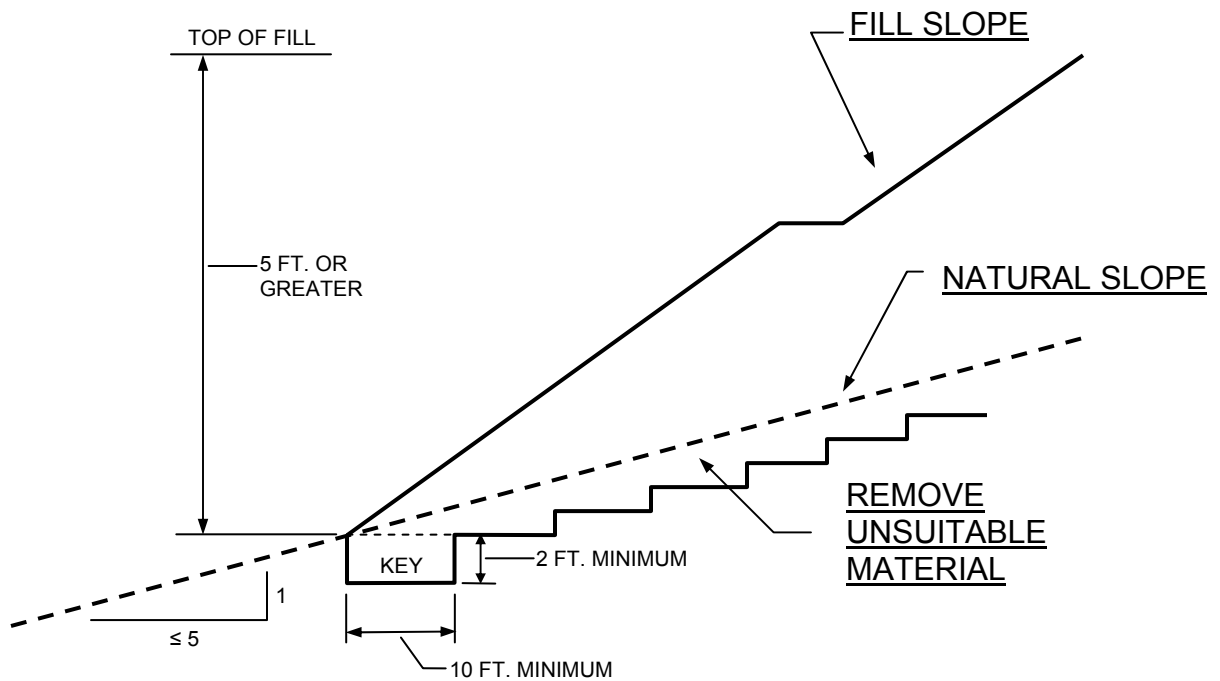 TOP OF FILL
FILL SLOPE
5 FT. OR
GREATER
NATURAL SLOPE
REMOVE
UNSUITABLE
MATERIAL
KEY
2 FT. MINIMUM
1
≤ 5
10 FT. MINIMUM